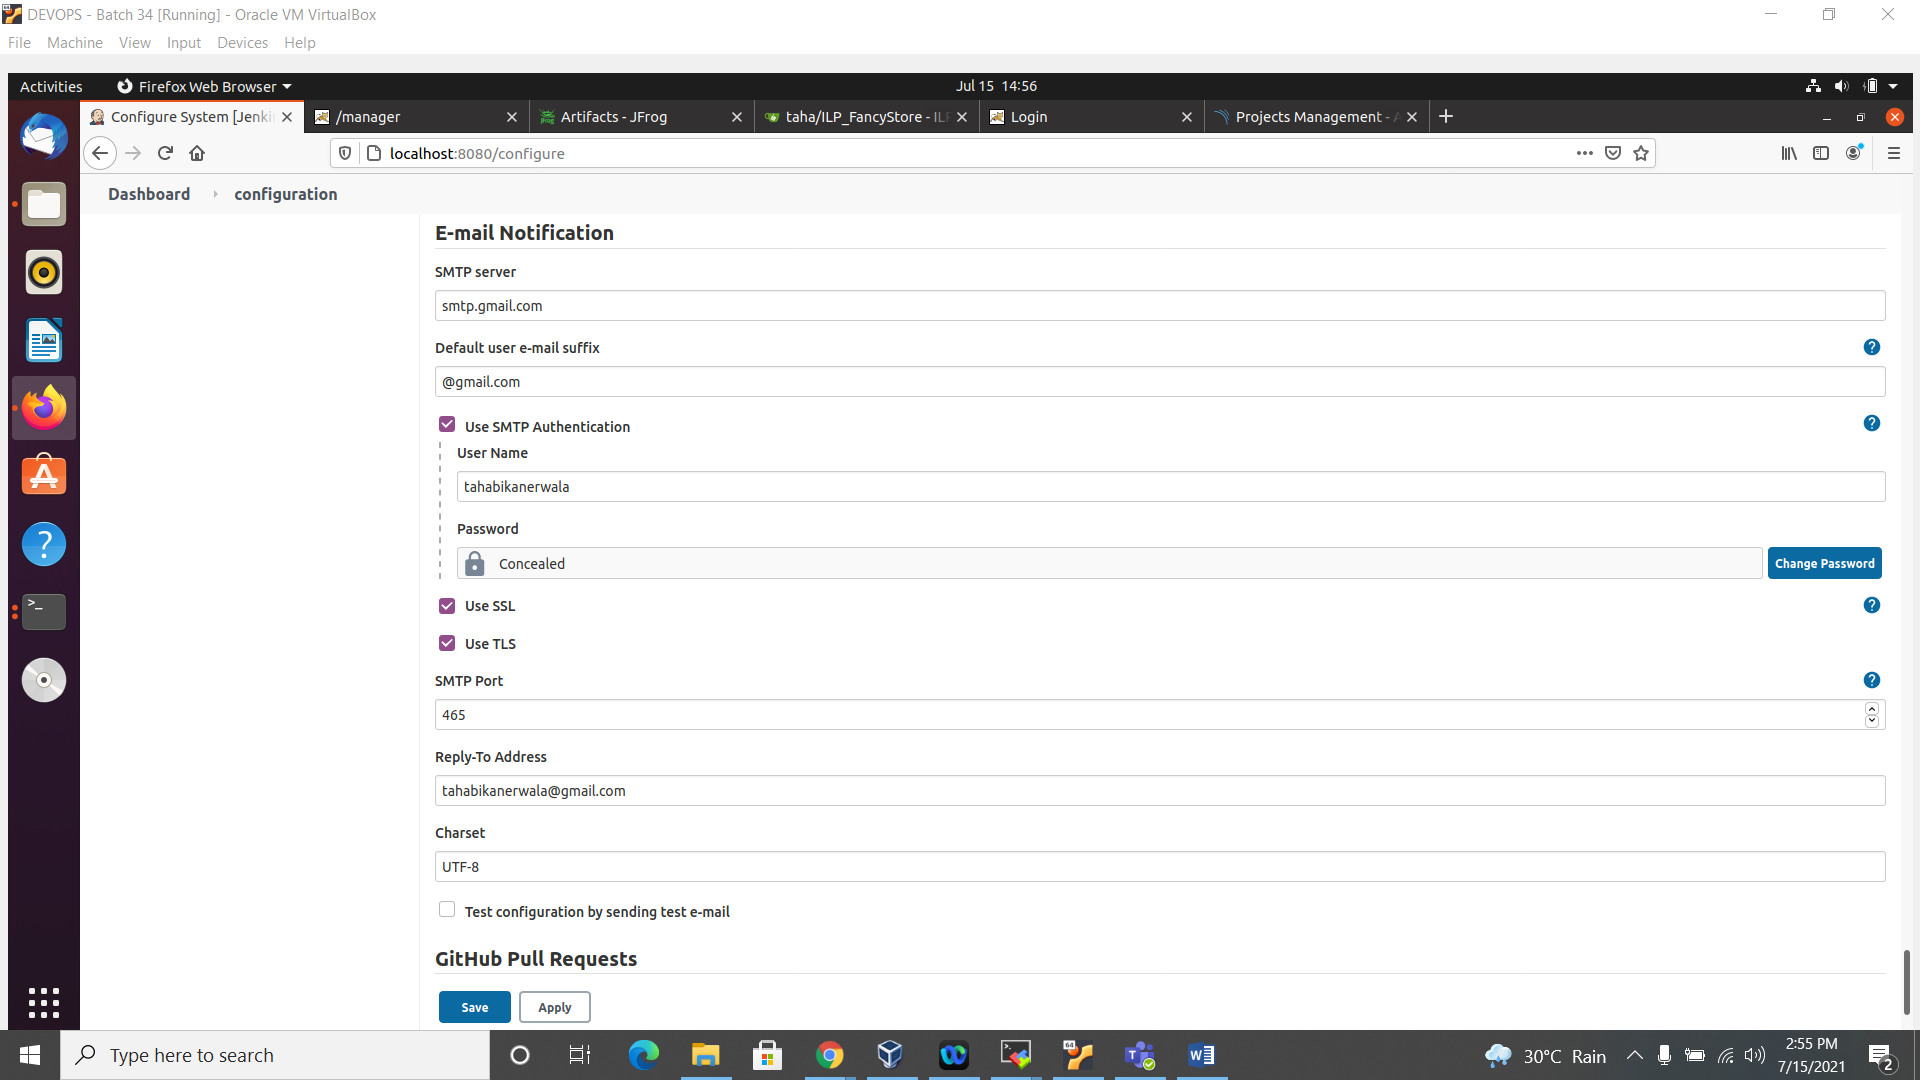 DEVOPS - Batch 34 [Running] - Oracle VM VirtualBox
File Machine View Input Devices Help
Activities Firefox Web Browser Jul 15 14:56
Configure System [Jenki /manager Artifacts - JFrog taha/ILP_FancyStore - ILF Login Projects Management - A
localhost:8080/configure
Dashboard configuration
E-mail Notification
SMTP server
smtp.gmail.com
Default user e-mail suffix
@gmail.com
Use SMTP Authentication
User Name
tahabikanerwala
Password
Concealed Change Password
Use SSL
Use TLS
SMTP Port
465
Reply-To Address
tahabikanerwala@gmail.com
Charset
UTF-8
Test configuration by sending test e-mail
GitHub Pull Requests
Save Apply
Type here to search 30°C Rain 2:55 PM
7/15/2021 2